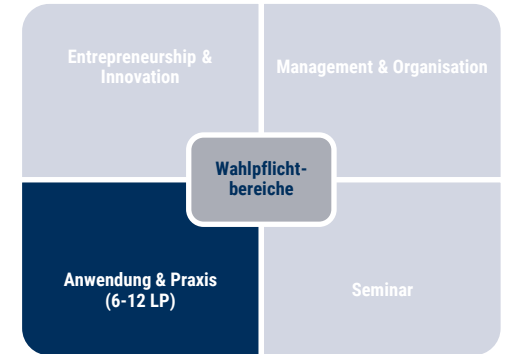 Entrepreneurship &
Innovation
Management & Organisation
Wahlpflicht-
bereiche
Anwendung & Praxis
(6-12 LP)
Seminar